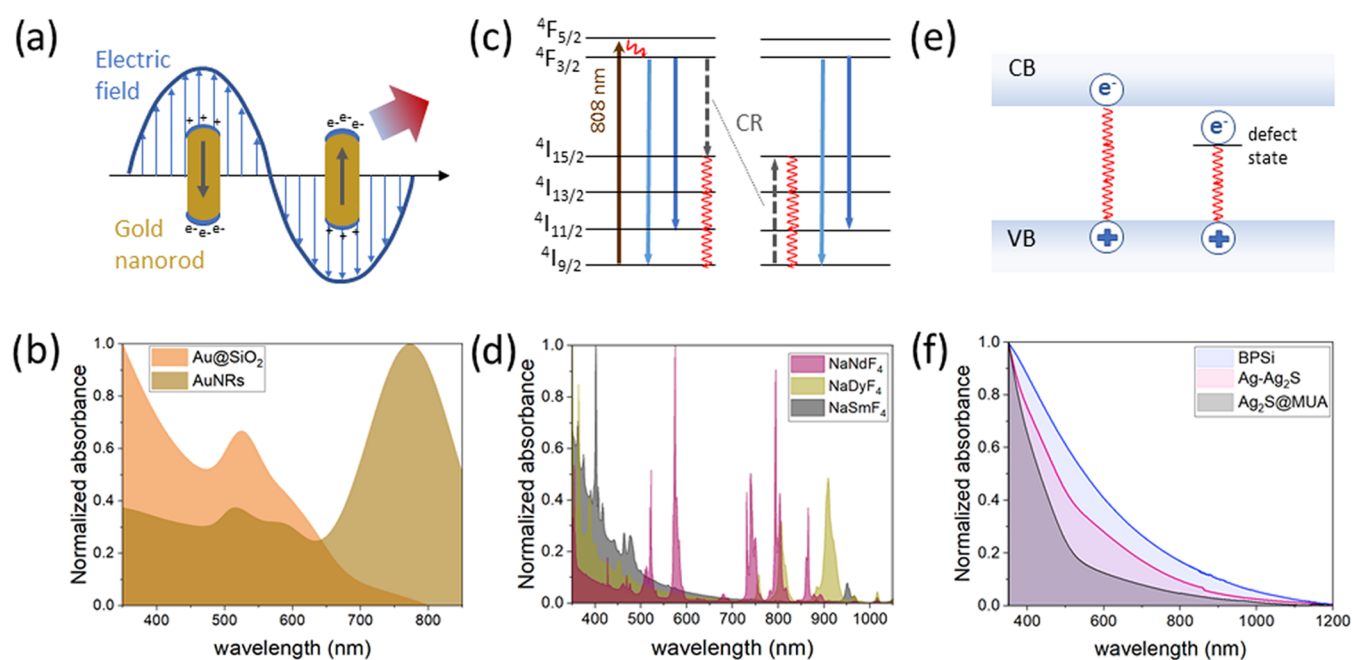 (a)
Electric
field
+ + +
e- e- e-
e- e- e-
+ + +
Gold
nanorod
(c)
⁴F₅/₂
⁴F₃/₂
808 nm
CR
⁴I₁₅/₂
⁴I₁₃/₂
⁴I₁₁/₂
⁴I₉/₂
(e)
CB
e⁻
e⁻
defect
state
VB
+
+
(b)
Normalized absorbance
1.0
0.8
0.6
0.4
0.2
0.0
Au@SiO₂
AuNRs
400 500 600 700 800
wavelength (nm)
(d)
Normalized absorbance
1.0
0.8
0.6
0.4
0.2
0.0
NaNdF₄
NaDyF₄
NaSmF₄
400 500 600 700 800 900 1000
wavelength (nm)
(f)
Normalized absorbance
1.0
0.8
0.6
0.4
0.2
0.0
BPSi
Ag-Ag₂S
Ag₂S@MUA
400 600 800 1000 1200
wavelength (nm)